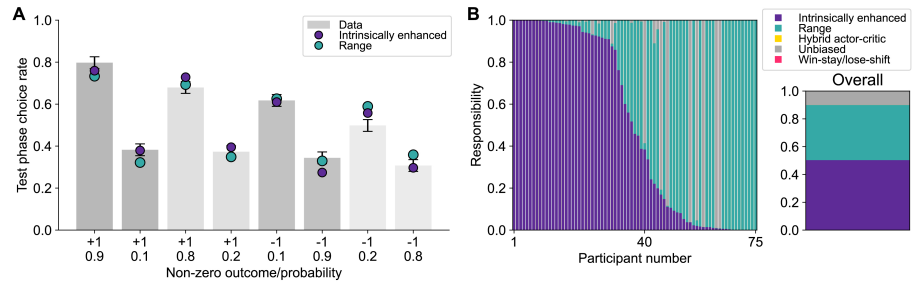 A
Test phase choice rate
1.0
0.8
0.6
0.4
0.2
0.0
Data
Intrinsically enhanced
Range
+1 +1 +1 +1 -1 -1 -1 -1
0.9 0.1 0.8 0.2 0.1 0.9 0.2 0.8
Non-zero outcome/probability
B
Responsibility
1.0
0.8
0.6
0.4
0.2
0.0
1 40 75
Participant number
Intrinsically enhanced
Range
Hybrid actor-critic
Unbiased
Win-stay/lose-shift
Overall
1.0
0.8
0.6
0.4
0.2
0.0